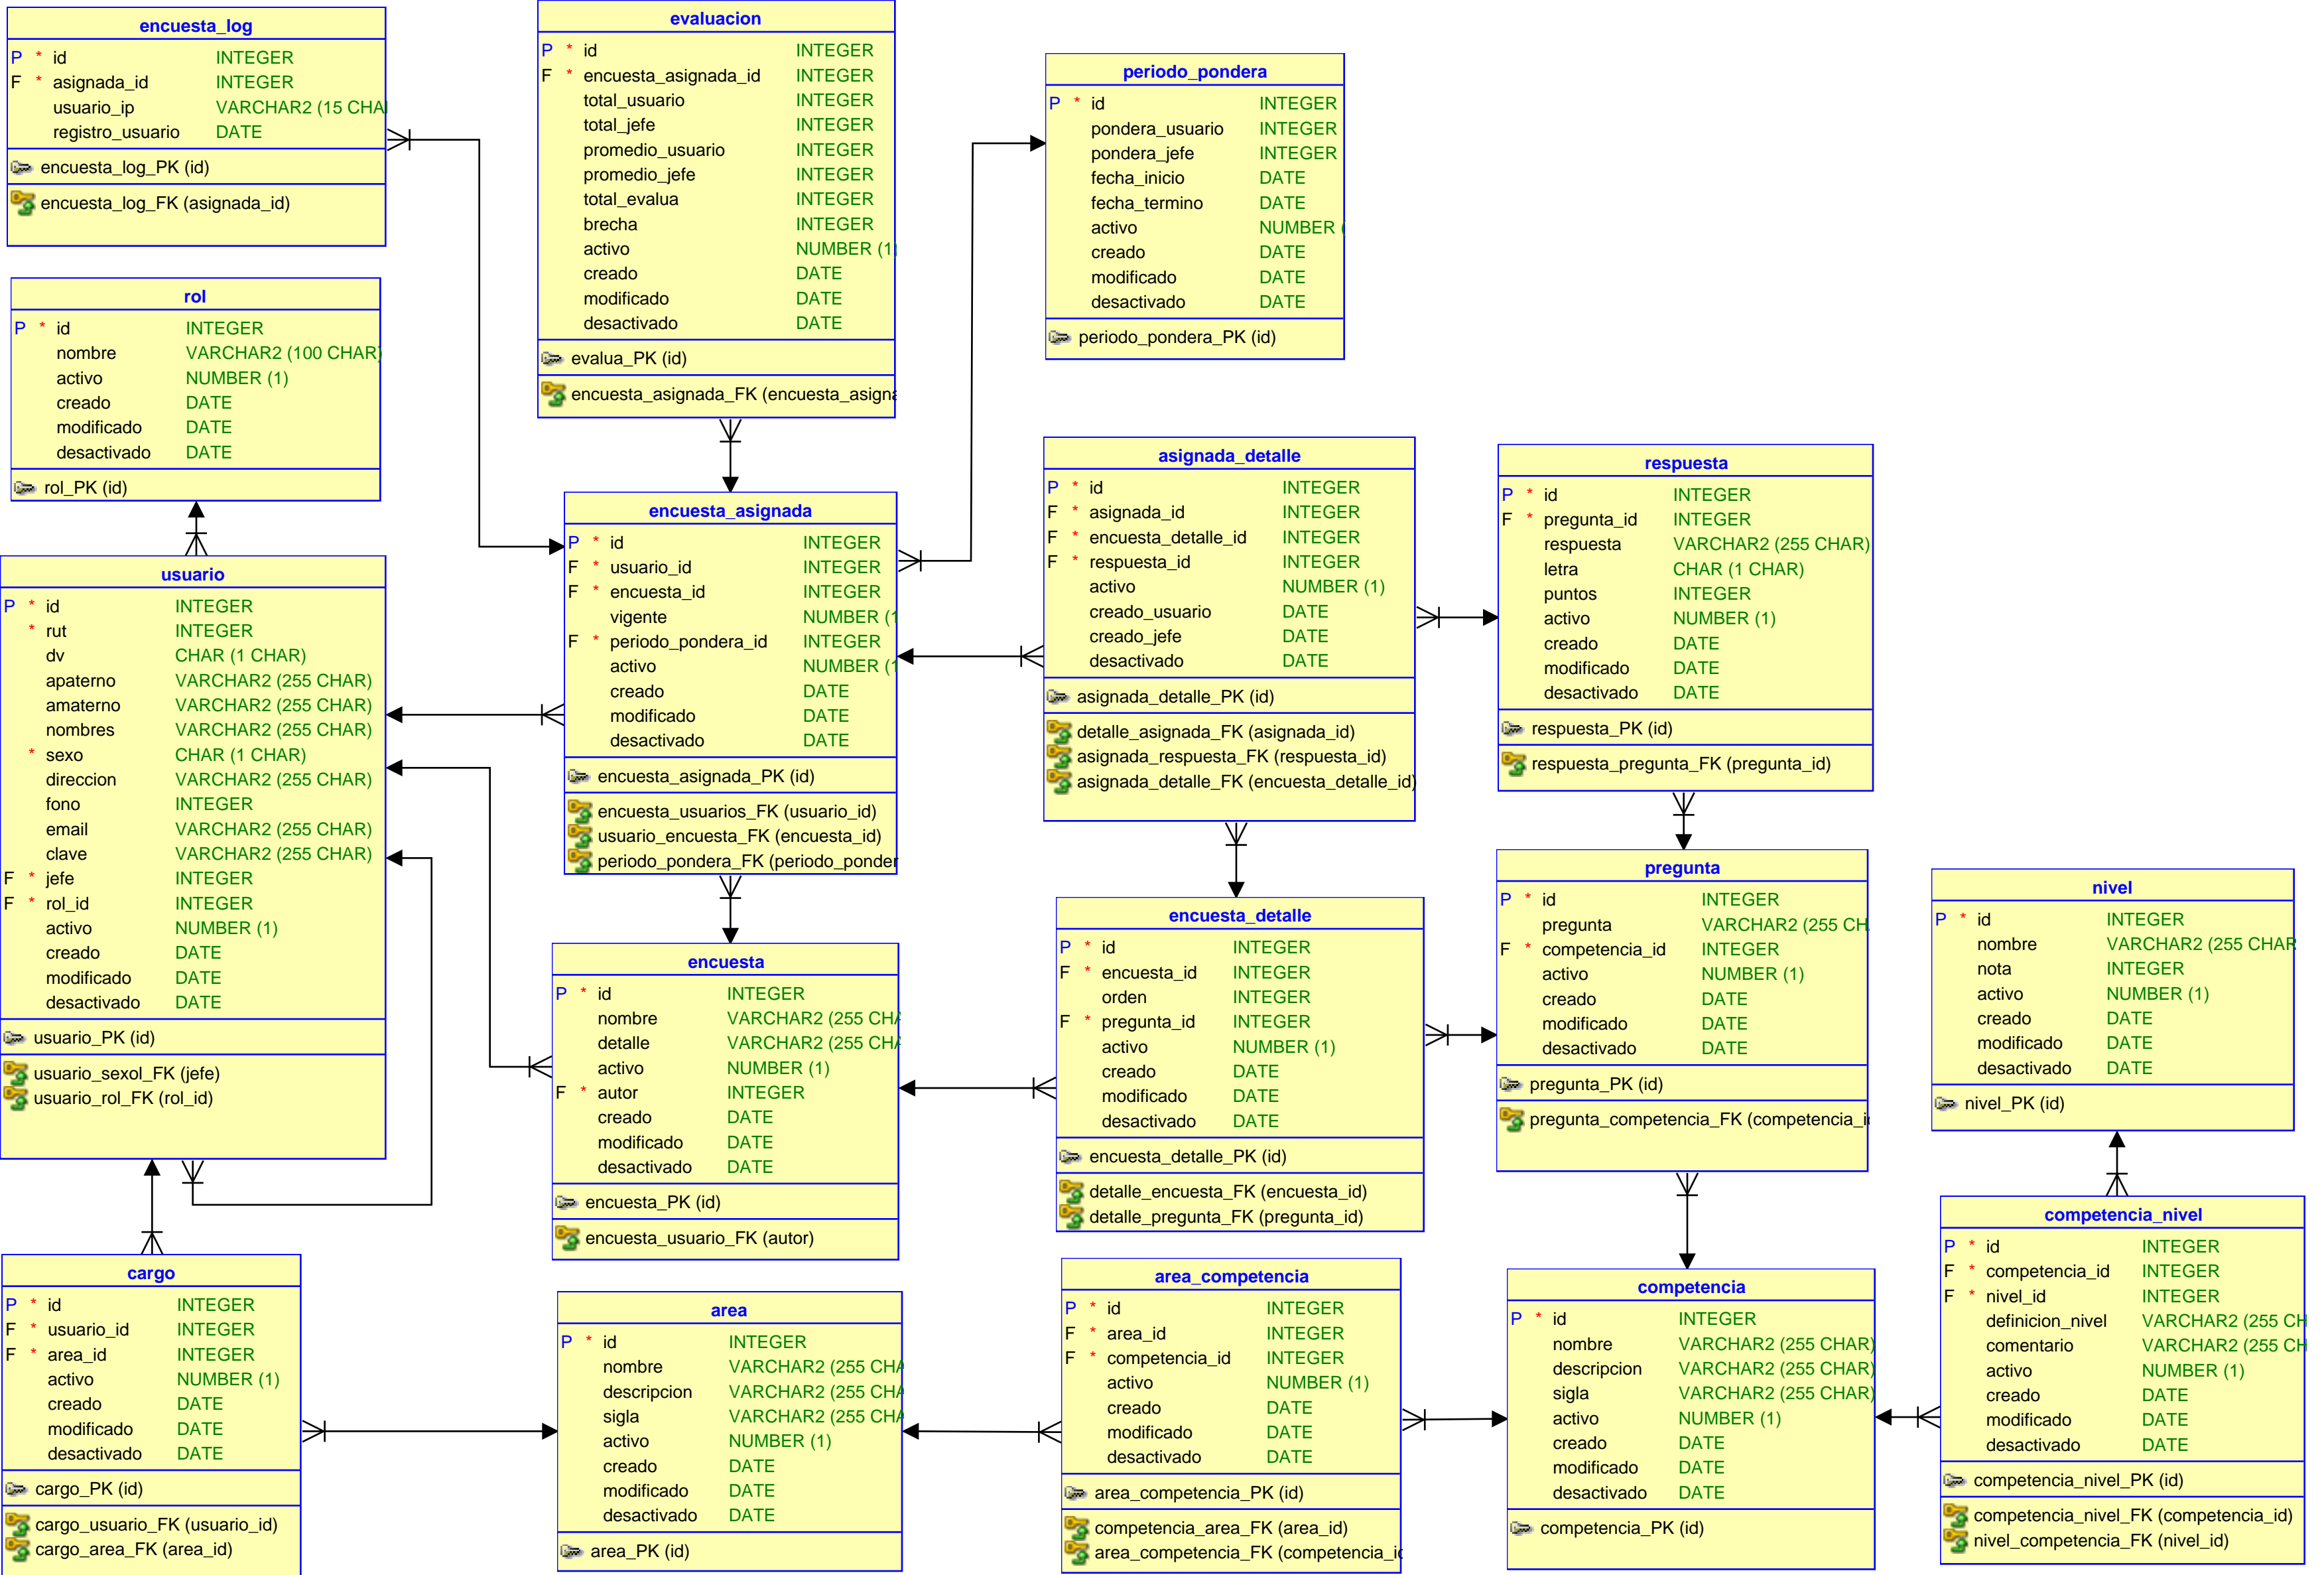 encuesta_log
P * id INTEGER
F * asignada_id INTEGER
usuario_ip VARCHAR2 (15 CHA
registro_usuario DATE
encuesta_log_PK (id)
encuesta_log_FK (asignada_id)
evaluacion
P * id INTEGER
F * encuesta_asignada_id INTEGER
total_usuario INTEGER
total_jefe INTEGER
promedio_usuario INTEGER
promedio_jefe INTEGER
total_evalua INTEGER
brecha INTEGER
activo NUMBER (1)
creado DATE
modificado DATE
desactivado DATE
evalua_PK (id)
encuesta_asignada_FK (encuesta_asigna
periodo_pondera
P * id INTEGER
pondera_usuario INTEGER
pondera_jefe INTEGER
fecha_inicio DATE
fecha_termino DATE
activo NUMBER (
creado DATE
modificado DATE
desactivado DATE
periodo_pondera_PK (id)
rol
P * id INTEGER
nombre VARCHAR2 (100 CHAR)
activo NUMBER (1)
creado DATE
modificado DATE
desactivado DATE
rol_PK (id)
usuario
P * id INTEGER
* rut INTEGER
dv CHAR (1 CHAR)
apaterno VARCHAR2 (255 CHAR)
amaterno VARCHAR2 (255 CHAR)
nombres VARCHAR2 (255 CHAR)
* sexo CHAR (1 CHAR)
direccion VARCHAR2 (255 CHAR)
fono INTEGER
email VARCHAR2 (255 CHAR)
clave VARCHAR2 (255 CHAR)
F * jefe INTEGER
F * rol_id INTEGER
activo NUMBER (1)
creado DATE
modificado DATE
desactivado DATE
usuario_PK (id)
usuario_sexol_FK (jefe)
usuario_rol_FK (rol_id)
encuesta_asignada
P * id INTEGER
F * usuario_id INTEGER
F * encuesta_id INTEGER
vigente NUMBER (1
F * periodo_pondera_id INTEGER
activo NUMBER (1
creado DATE
modificado DATE
desactivado DATE
encuesta_asignada_PK (id)
encuesta_usuarios_FK (usuario_id)
usuario_encuesta_FK (encuesta_id)
periodo_pondera_FK (periodo_ponder
asignada_detalle
P * id INTEGER
F * asignada_id INTEGER
F * encuesta_detalle_id INTEGER
F * respuesta_id INTEGER
activo NUMBER (1)
creado_usuario DATE
creado_jefe DATE
desactivado DATE
asignada_detalle_PK (id)
detalle_asignada_FK (asignada_id)
asignada_respuesta_FK (respuesta_id)
asignada_detalle_FK (encuesta_detalle_id)
respuesta
P * id INTEGER
F * pregunta_id INTEGER
respuesta VARCHAR2 (255 CHAR)
letra CHAR (1 CHAR)
puntos INTEGER
activo NUMBER (1)
creado DATE
modificado DATE
desactivado DATE
respuesta_PK (id)
respuesta_pregunta_FK (pregunta_id)
encuesta
P * id INTEGER
nombre VARCHAR2 (255 CHA
detalle VARCHAR2 (255 CHA
activo NUMBER (1)
F * autor INTEGER
creado DATE
modificado DATE
desactivado DATE
encuesta_PK (id)
encuesta_usuario_FK (autor)
encuesta_detalle
P * id INTEGER
F * encuesta_id INTEGER
orden INTEGER
F * pregunta_id INTEGER
activo NUMBER (1)
creado DATE
modificado DATE
desactivado DATE
encuesta_detalle_PK (id)
detalle_encuesta_FK (encuesta_id)
detalle_pregunta_FK (pregunta_id)
pregunta
P * id INTEGER
pregunta VARCHAR2 (255 CH
F * competencia_id INTEGER
activo NUMBER (1)
creado DATE
modificado DATE
desactivado DATE
pregunta_PK (id)
pregunta_competencia_FK (competencia_i
nivel
P * id INTEGER
nombre VARCHAR2 (255 CHAR
nota INTEGER
activo NUMBER (1)
creado DATE
modificado DATE
desactivado DATE
nivel_PK (id)
cargo
P * id INTEGER
F * usuario_id INTEGER
F * area_id INTEGER
activo NUMBER (1)
creado DATE
modificado DATE
desactivado DATE
cargo_PK (id)
cargo_usuario_FK (usuario_id)
cargo_area_FK (area_id)
area
P * id INTEGER
nombre VARCHAR2 (255 CHA
descripcion VARCHAR2 (255 CHA
sigla VARCHAR2 (255 CHA
activo NUMBER (1)
creado DATE
modificado DATE
desactivado DATE
area_PK (id)
area_competencia
P * id INTEGER
F * area_id INTEGER
F * competencia_id INTEGER
activo NUMBER (1)
creado DATE
modificado DATE
desactivado DATE
area_competencia_PK (id)
competencia_area_FK (area_id)
area_competencia_FK (competencia_id
competencia
P * id INTEGER
nombre VARCHAR2 (255 CHAR)
descripcion VARCHAR2 (255 CHAR)
sigla VARCHAR2 (255 CHAR)
activo NUMBER (1)
creado DATE
modificado DATE
desactivado DATE
competencia_PK (id)
competencia_nivel
P * id INTEGER
F * competencia_id INTEGER
F * nivel_id INTEGER
definicion_nivel VARCHAR2 (255 CH
comentario VARCHAR2 (255 CH
activo NUMBER (1)
creado DATE
modificado DATE
desactivado DATE
competencia_nivel_PK (id)
competencia_nivel_FK (competencia_id)
nivel_competencia_FK (nivel_id)